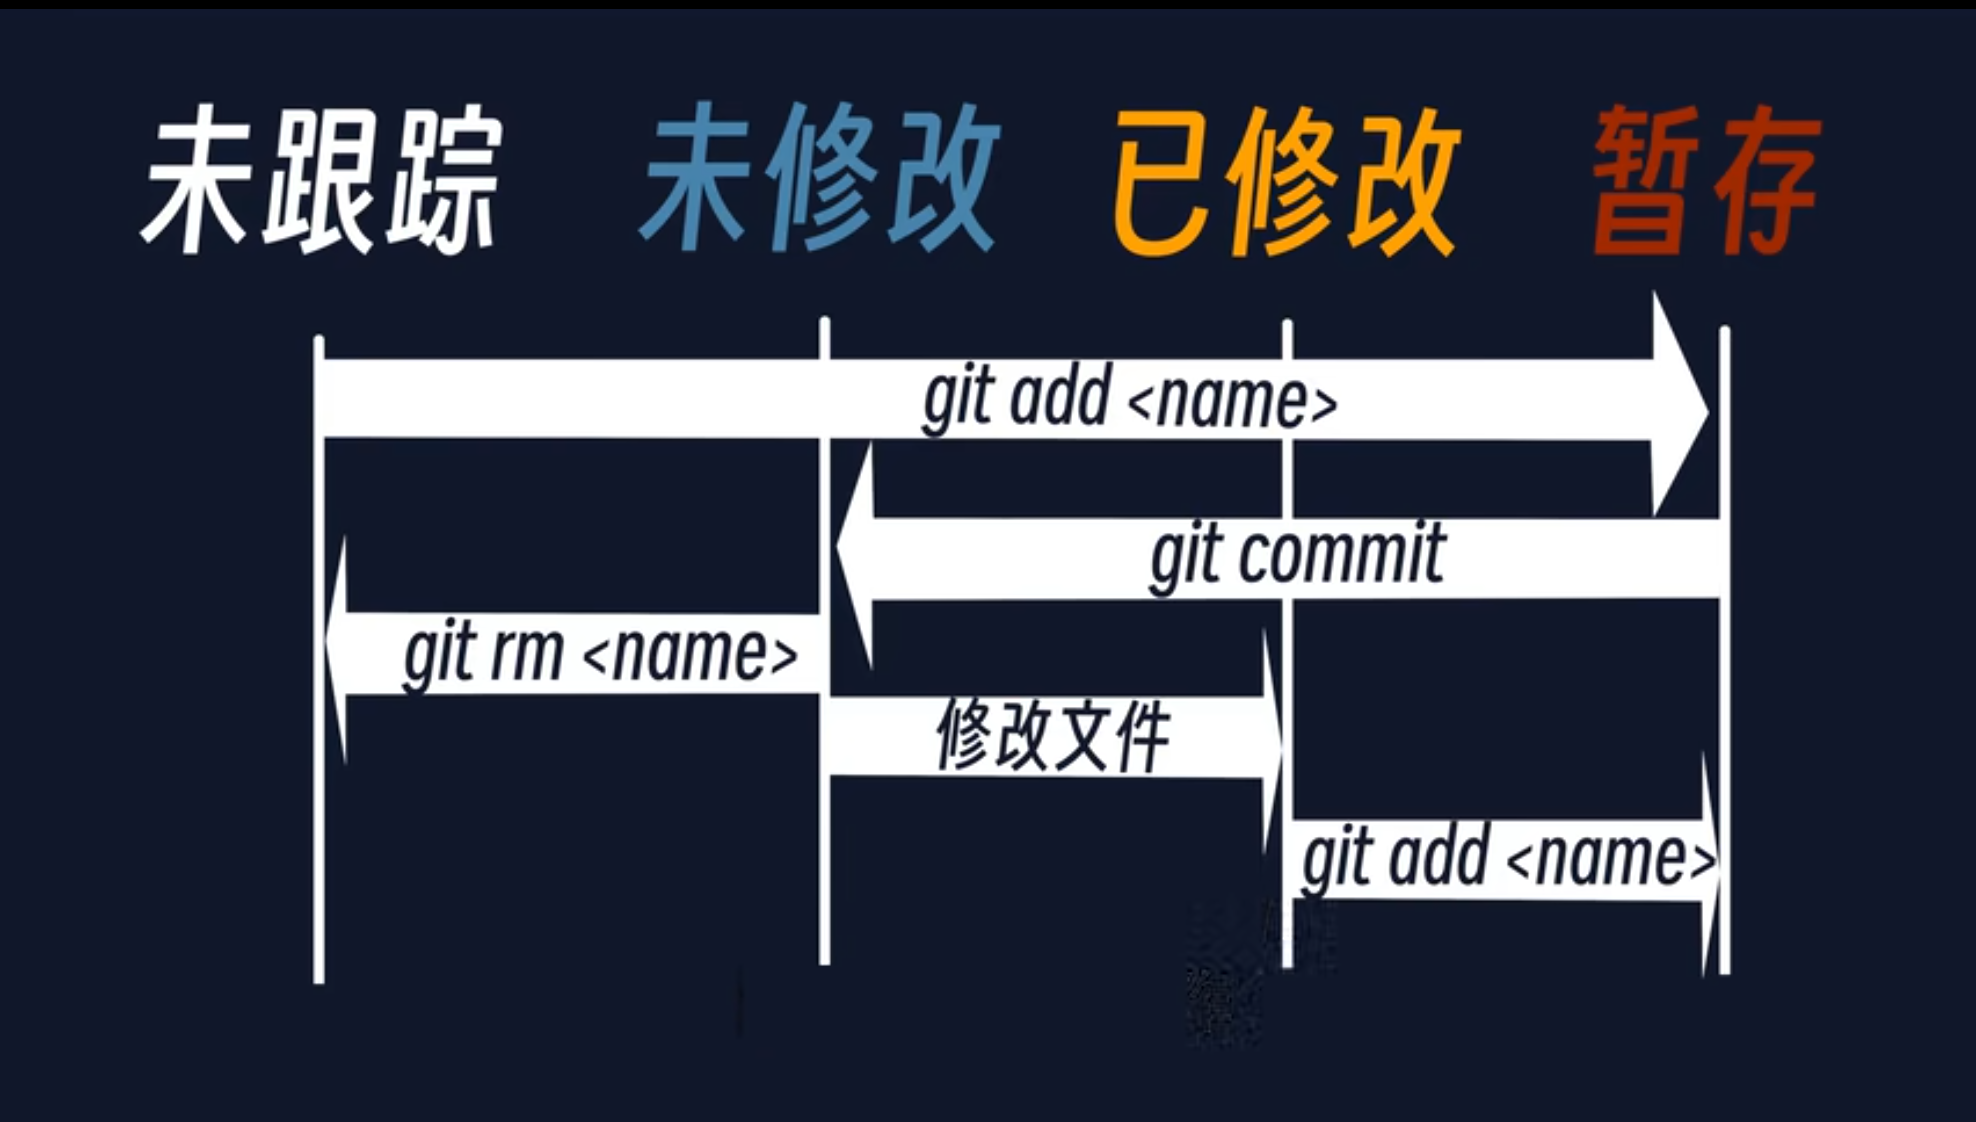 未跟踪 未修改 已修改 暂存
git add <name>
git commit
git rm <name>
修改文件
git add <name>